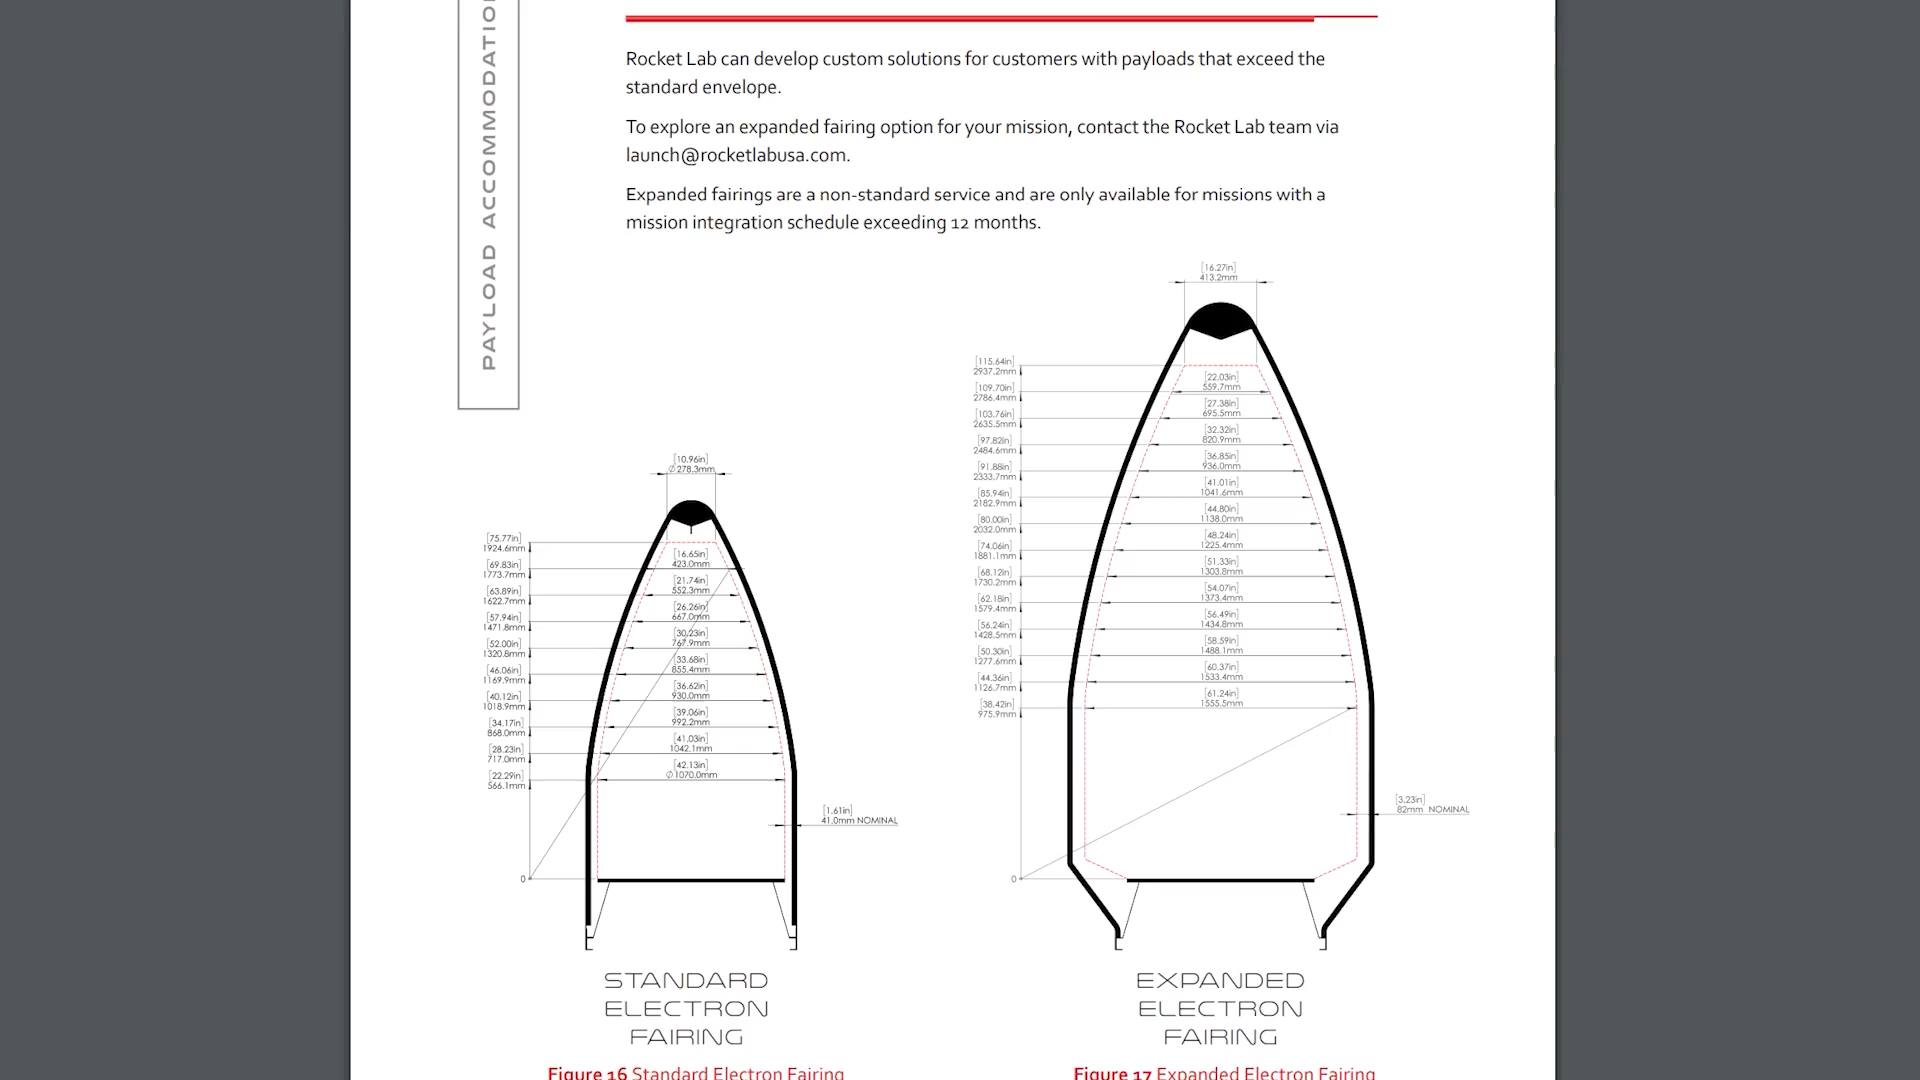 PAYLOAD ACCOMMODATIO
Rocket Lab can develop custom solutions for customers with payloads that exceed the
standard envelope.
To explore an expanded fairing option for your mission, contact the Rocket Lab team via
launch@rocketlabusa.com.
Expanded fairings are a non-standard service and are only available for missions with a
mission integration schedule exceeding 12 months.
[10.96in]
∅278.3mm
[75.77in]
1924.6mm
[69.83in]
1773.7mm
[63.89in]
1622.7mm
[57.94in]
1471.8mm
[52.00in]
1320.8mm
[46.06in]
1169.9mm
[40.12in]
1018.9mm
[34.17in]
868.0mm
[28.23in]
717.0mm
[22.29in]
566.1mm
0
[16.65in]
423.0mm
[21.74in]
552.3mm
[26.26in]
667.0mm
[30.23in]
767.9mm
[33.68in]
855.4mm
[36.62in]
930.0mm
[39.06in]
992.2mm
[41.03in]
1042.1mm
[42.13in]
∅1070.0mm
[1.61in]
41.0mm NOMINAL
STANDARD
ELECTRON
FAIRING
Figure 16 Standard Electron Fairing
[16.27in]
413.2mm
[115.64in]
2937.2mm
[109.70in]
2786.4mm
[103.76in]
2635.5mm
[97.82in]
2484.6mm
[91.88in]
2333.7mm
[85.94in]
2182.9mm
[80.00in]
2032.0mm
[74.06in]
1881.1mm
[68.12in]
1730.2mm
[62.18in]
1579.4mm
[56.24in]
1428.5mm
[50.30in]
1277.6mm
[44.36in]
1126.7mm
[38.42in]
975.9mm
0
[22.03in]
559.7mm
[27.38in]
695.5mm
[32.32in]
820.9mm
[36.85in]
936.0mm
[41.01in]
1041.6mm
[44.80in]
1138.0mm
[48.24in]
1225.4mm
[51.33in]
1303.8mm
[54.07in]
1373.4mm
[56.49in]
1434.8mm
[58.59in]
1488.1mm
[60.37in]
1533.4mm
[61.24in]
1555.5mm
[3.23in]
82mm NOMINAL
EXPANDED
ELECTRON
FAIRING
Figure 17 Expanded Electron Fairing